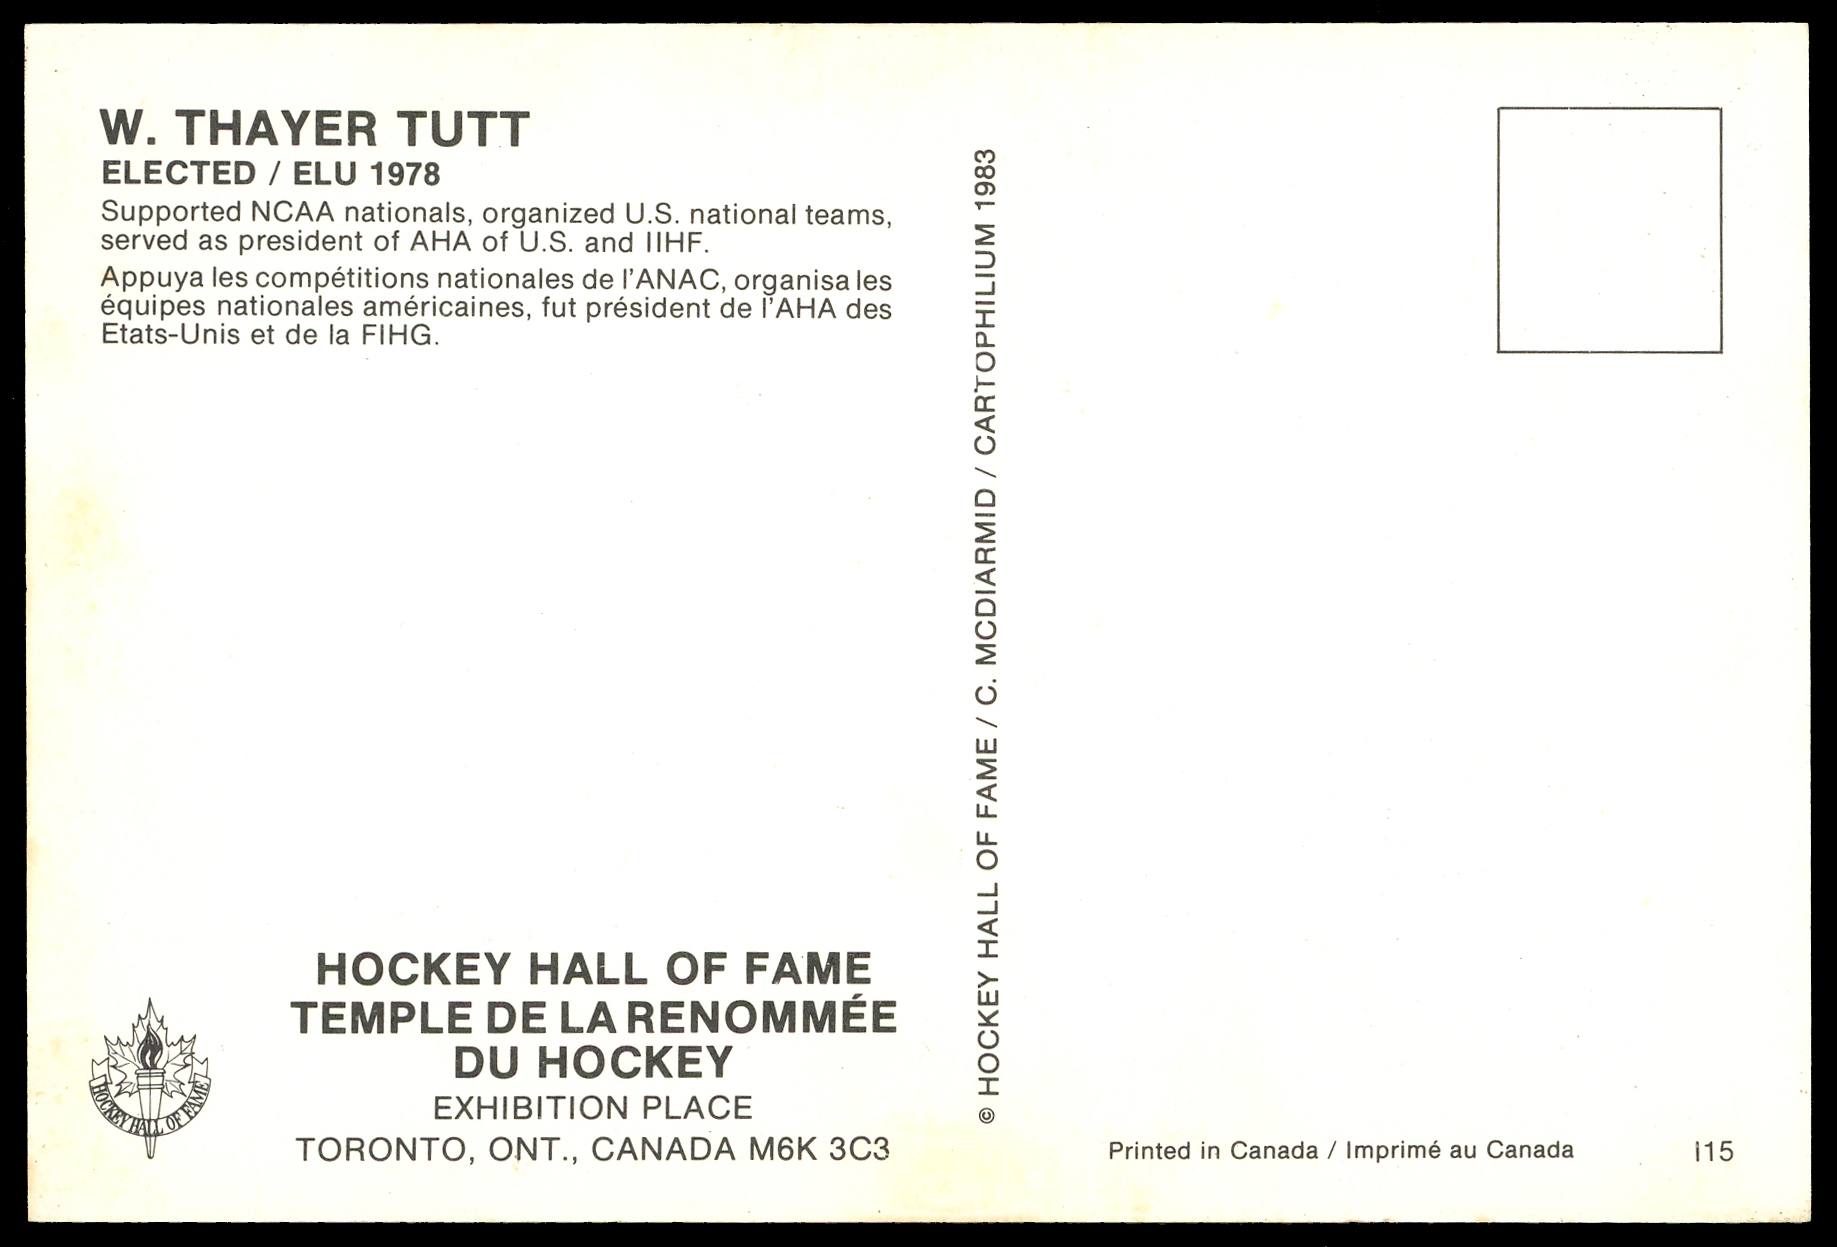 W. THAYER TUTT
ELECTED / ELU 1978
Supported NCAA nationals, organized U.S. national teams,
served as president of AHA of U.S. and IIHF.
Appuya les compétitions nationales de l'ANAC, organisa les
équipes nationales américaines, fut président de l'AHA des
Etats-Unis et de la FIHG.
HOCKEY HALL OF FAME
TEMPLE DE LA RENOMMÉE
DU HOCKEY
EXHIBITION PLACE
TORONTO, ONT., CANADA M6K 3C3
HOCKEY HALL OF FAME
© HOCKEY HALL OF FAME / C. MCDIARMID / CARTOPHILIUM 1983
Printed in Canada / Imprimé au Canada
I15